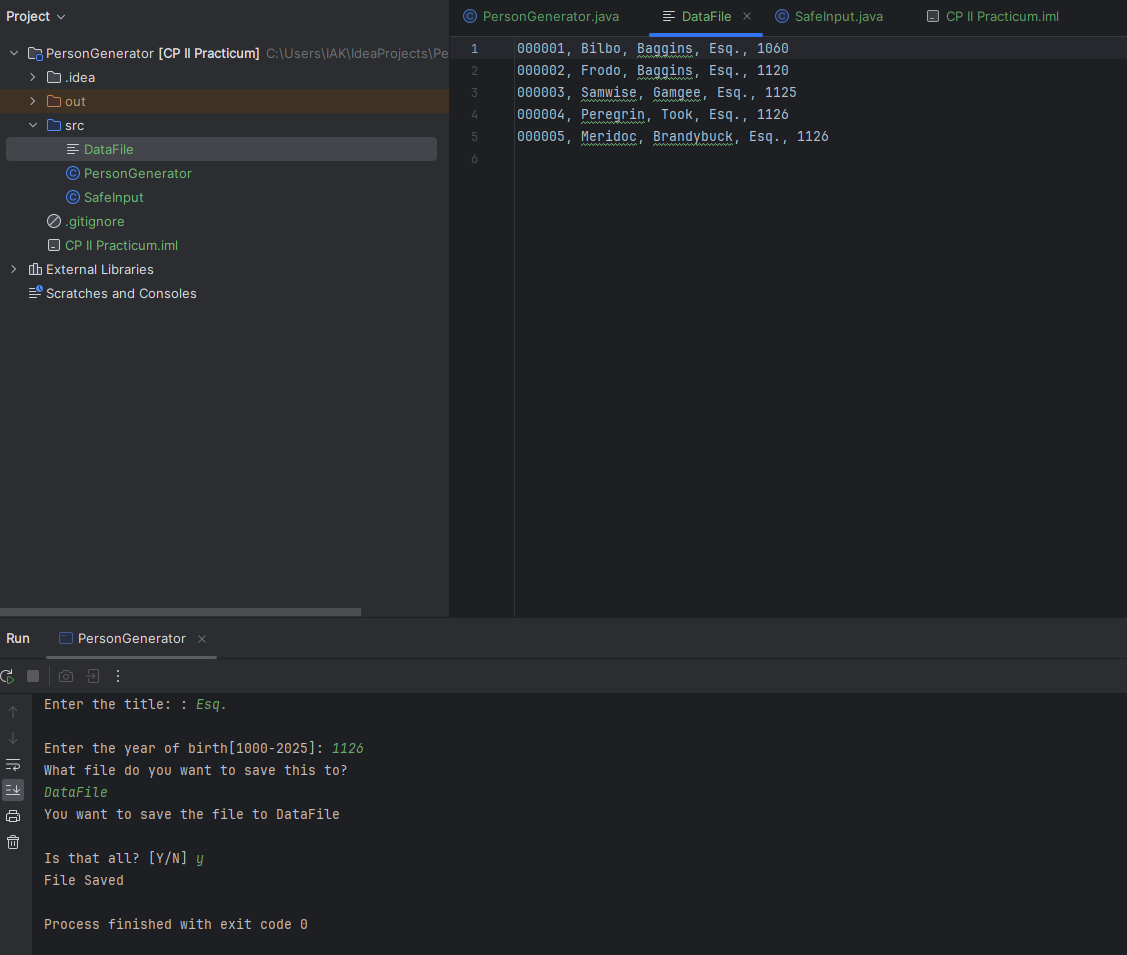 Project
PersonGenerator [CP II Practicum] C:\Users\IAK\IdeaProjects\Pe
.idea
out
src
DataFile
PersonGenerator
SafeInput
.gitignore
CP II Practicum.iml
External Libraries
Scratches and Consoles
PersonGenerator.java DataFile SafeInput.java CP II Practicum.iml
1 000001, Bilbo, Baggins, Esq., 1060
2 000002, Frodo, Baggins, Esq., 1120
3 000003, Samwise, Gamgee, Esq., 1125
4 000004, Peregrin, Took, Esq., 1126
5 000005, Meridoc, Brandybuck, Esq., 1126
6
Run PersonGenerator
Enter the title: : Esq.
Enter the year of birth[1000-2025]: 1126
What file do you want to save this to?
DataFile
You want to save the file to DataFile
Is that all? [Y/N] y
File Saved
Process finished with exit code 0